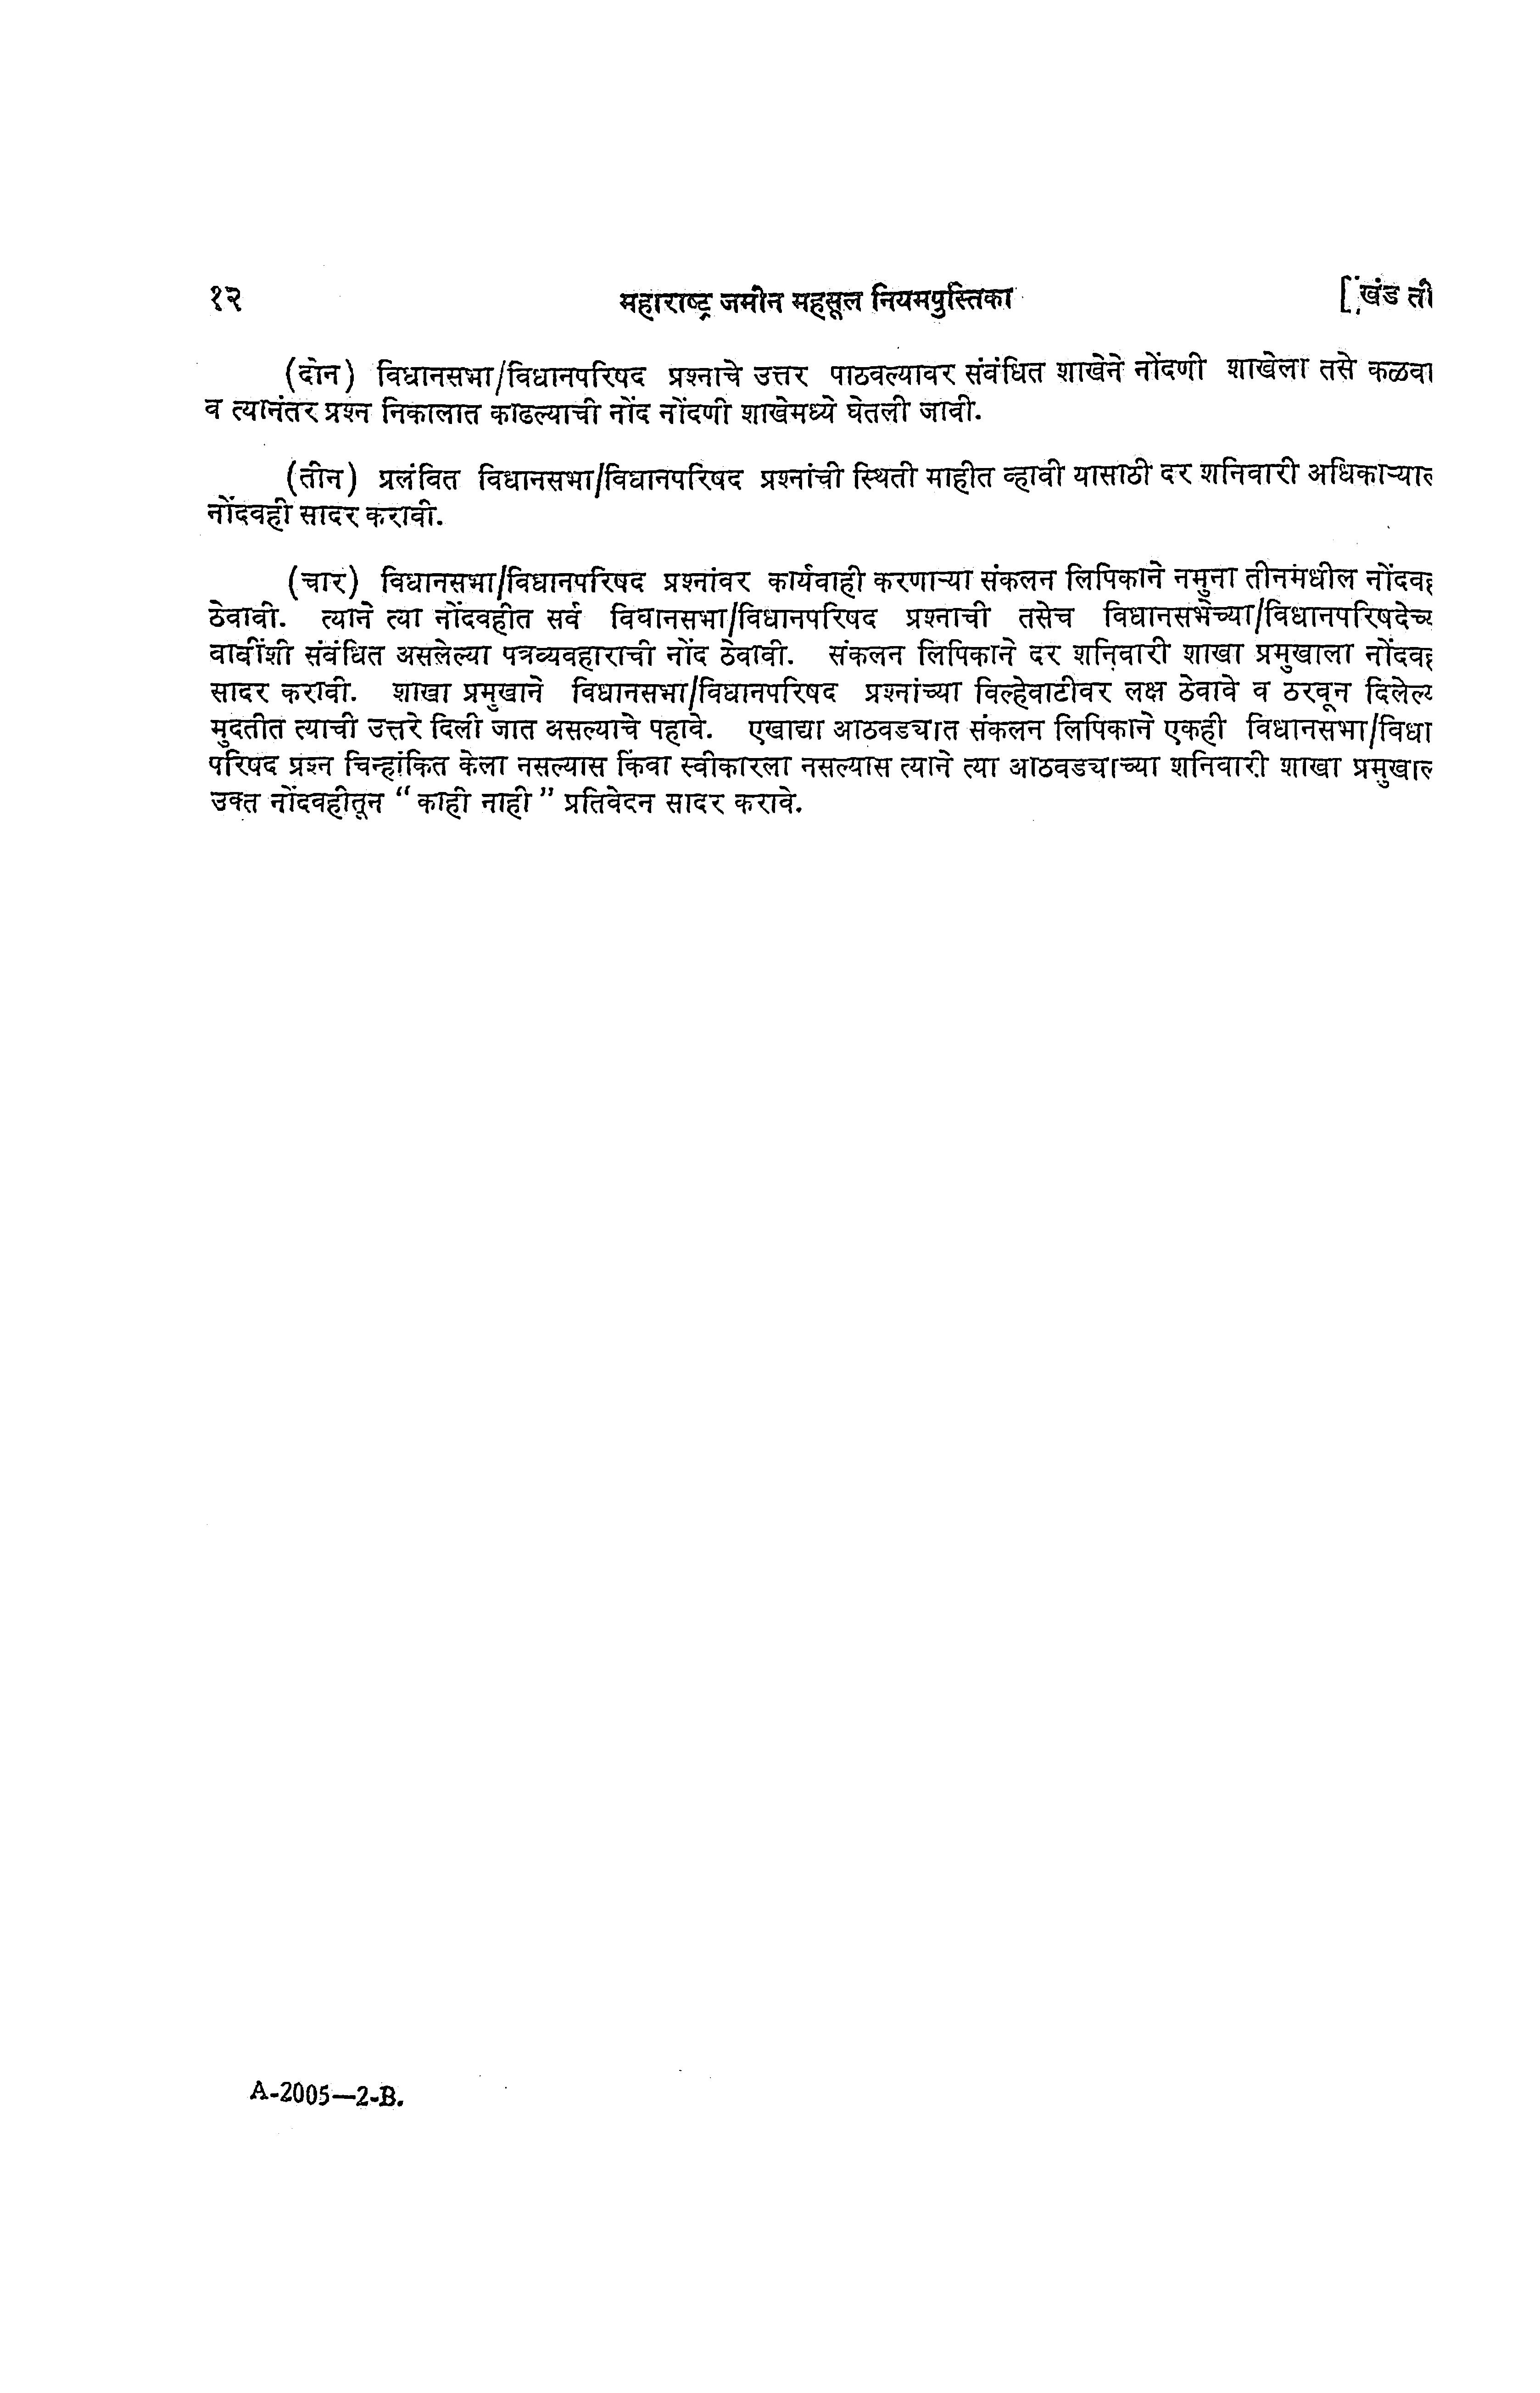 १२ महाराष्ट्र जमीन महसूल नियमपुस्तिका [खंड ती
(दोन) विधानसभा/विधानपरिषद प्रश्नाचे उत्तर पाठवल्यावर संबंधित शाखेने नोंदणी शाखेला तसे कळवा
व त्यानंतर प्रश्न निकालात काढल्याची नोंद नोंदणी शाखेमध्ये घेतली जावी.
(तीन) प्रलंबित विधानसभा/विधानपरिषद प्रश्नांची स्थिती माहीत व्हावी यासाठी दर शनिवारी अधिकाऱ्याल
नोंदवही सादर करावी.
(चार) विधानसभा/विधानपरिषद प्रश्नांवर कार्यवाही करणाऱ्या संकलन लिपिकाने नमुना तीनमधील नोंदवह
ठेवावी. त्याने त्या नोंदवहीत सर्व विधानसभा/विधानपरिषद प्रश्नाची तसेच विधानसभेच्या/विधानपरिषदेच्य
बाबींशी संबंधित असलेल्या पत्रव्यवहाराची नोंद ठेवावी. संकलन लिपिकाने दर शनिवारी शाखा प्रमुखाला नोंदवह
सादर करावी. शाखा प्रमुखाने विधानसभा/विधानपरिषद प्रश्नांच्या विल्हेवाटीवर लक्ष ठेवावे व ठरवून दिलेल्य
मुदतीत त्याची उत्तरे दिली जात असल्याचे पहावे. एखाद्या आठवड्यात संकलन लिपिकाने एकही विधानसभा/विधा
परिषद प्रश्न चिन्हांकित केला नसल्यास किंवा स्वीकारला नसल्यास त्याने त्या आठवड्याच्या शनिवारी शाखा प्रमुखाल
उक्त नोंदवहीतून “काही नाही” प्रतिवेदन सादर करावे.
A-2005—2-B.